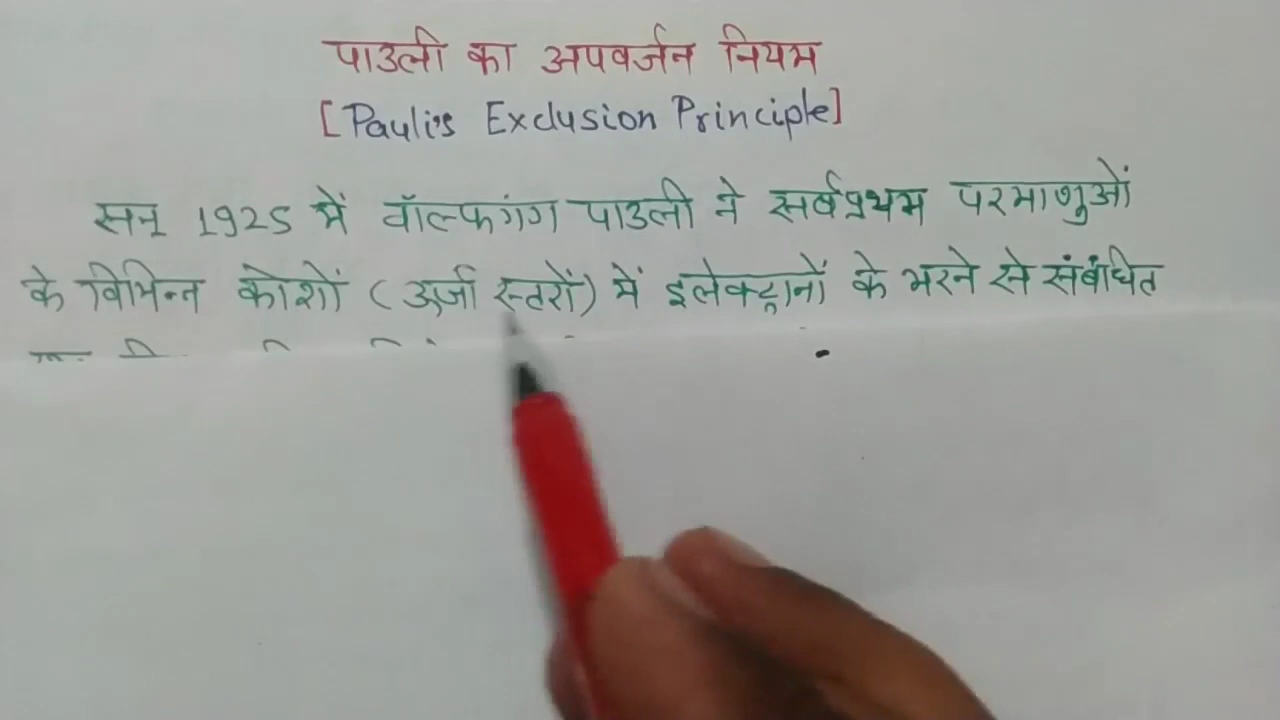 पाउली का अपवर्जन नियम
[Pauli's Exclusion Principle]
सन् 1925 में वॉल्फगंग पाउली ने सर्वप्रथम परमाणुओं
के विभिन्न कोशों (ऊर्जा स्तरों) में इलेक्ट्रानों के भरने से संबंधित